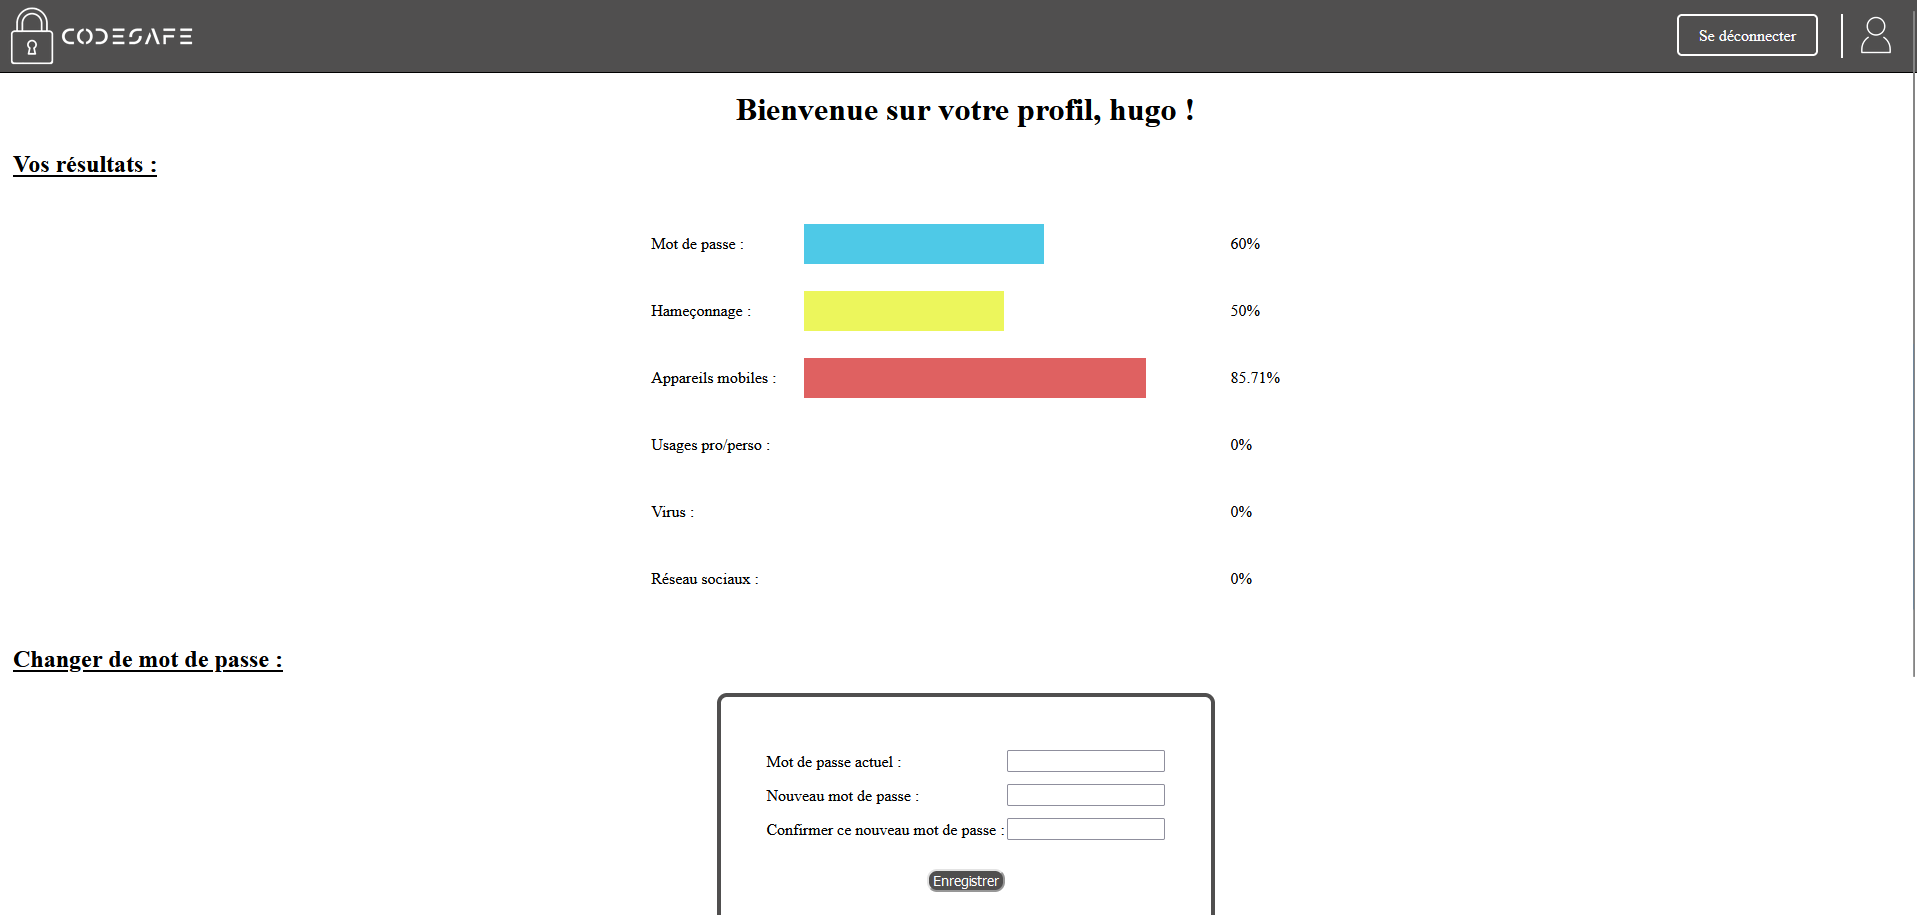 CODESAFE
Se déconnecter
Bienvenue sur votre profil, hugo !
Vos résultats :
Mot de passe : 60%
Hameçonnage : 50%
Appareils mobiles : 85.71%
Usages pro/perso : 0%
Virus : 0%
Réseau sociaux : 0%
Changer de mot de passe :
Mot de passe actuel :
Nouveau mot de passe :
Confirmer ce nouveau mot de passe :
Enregistrer